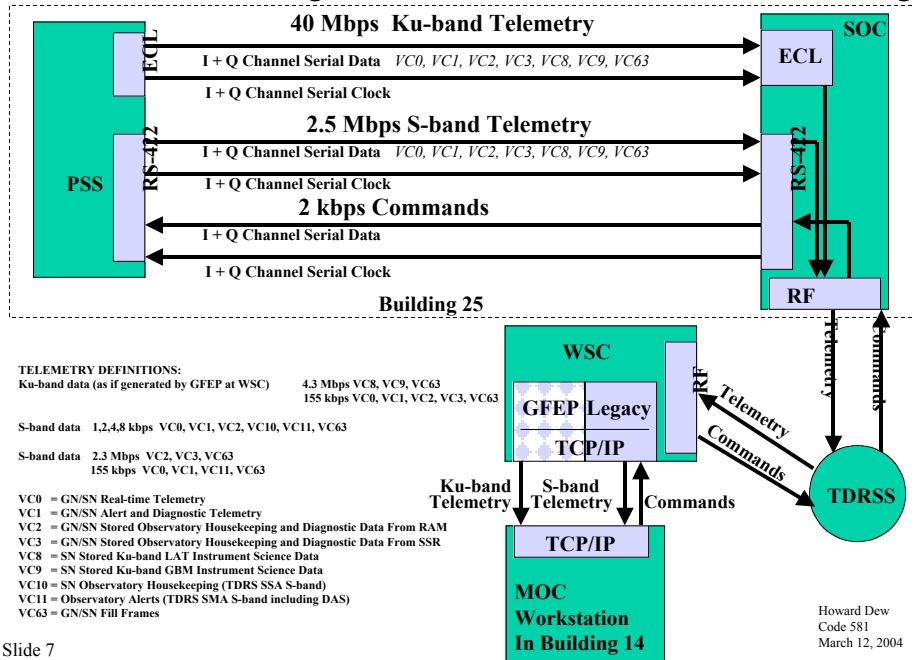 40 Mbps Ku-band Telemetry
SOC
ECL
ECL
I + Q Channel Serial Data VC0, VC1, VC2, VC3, VC8, VC9, VC63
I + Q Channel Serial Clock
2.5 Mbps S-band Telemetry
I + Q Channel Serial Data VC0, VC1, VC2, VC3, VC8, VC9, VC63
RS-422
RS-422
PSS
I + Q Channel Serial Clock
2 kbps Commands
I + Q Channel Serial Data
I + Q Channel Serial Clock
RF
Building 25
Telemetry
Commands
WSC
RF
TELEMETRY DEFINITIONS:
Ku-band data (as if generated by GFEP at WSC) 4.3 Mbps VC8, VC9, VC63
155 kbps VC0, VC1, VC2, VC3, VC63
GFEP Legacy
TCP/IP
Telemetry
Commands
S-band data 1,2,4,8 kbps VC0, VC1, VC2, VC10, VC11, VC63
S-band data 2.3 Mbps VC2, VC3, VC63
155 kbps VC0, VC1, VC11, VC63
TDRSS
Ku-band Telemetry
S-band Telemetry
Commands
VC0 = GN/SN Real-time Telemetry
VC1 = GN/SN Alert and Diagnostic Telemetry
VC2 = GN/SN Stored Observatory Housekeeping and Diagnostic Data From RAM
VC3 = GN/SN Stored Observatory Housekeeping and Diagnostic Data From SSR
VC8 = SN Stored Ku-band LAT Instrument Science Data
VC9 = SN Stored Ku-band GBM Instrument Science Data
VC10 = SN Observatory Housekeeping (TDRS SSA S-band)
VC11 = Observatory Alerts (TDRS SMA S-band including DAS)
VC63 = GN/SN Fill Frames
TCP/IP
MOC
Workstation
In Building 14
Howard Dew
Code 581
March 12, 2004
Slide 7